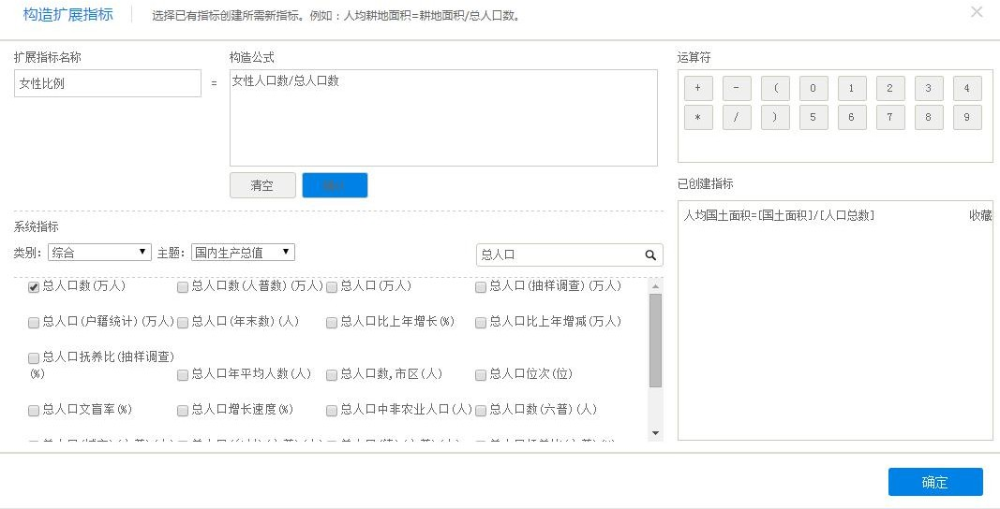 构造扩展指标 选择已有指标创建所需新指标。例如：人均耕地面积=耕地面积/总人口数。
扩展指标名称 构造公式 运算符
女性比例 = 女性人口数/总人口数
+ - ( 0 1 2 3 4
* / ) 5 6 7 8 9
清空
已创建指标
人均国土面积=[国土面积]/[人口总数] 收藏
系统指标
类别： 综合 主题： 国内生产总值 总人口
总人口数(万人) 总人口数(人普数)(万人) 总人口(万人) 总人口(抽样调查)(万人)
总人口(户籍统计)(万人) 总人口(年末数)(人) 总人口比上年增长(%) 总人口比上年增减(万人)
总人口抚养比(抽样调查)
(%) 总人口年平均人数(人) 总人口数,市区(人) 总人口位次(位)
总人口文盲率(%) 总人口增长速度(%) 总人口中非农业人口(人) 总人口数(六普)(人)
确定